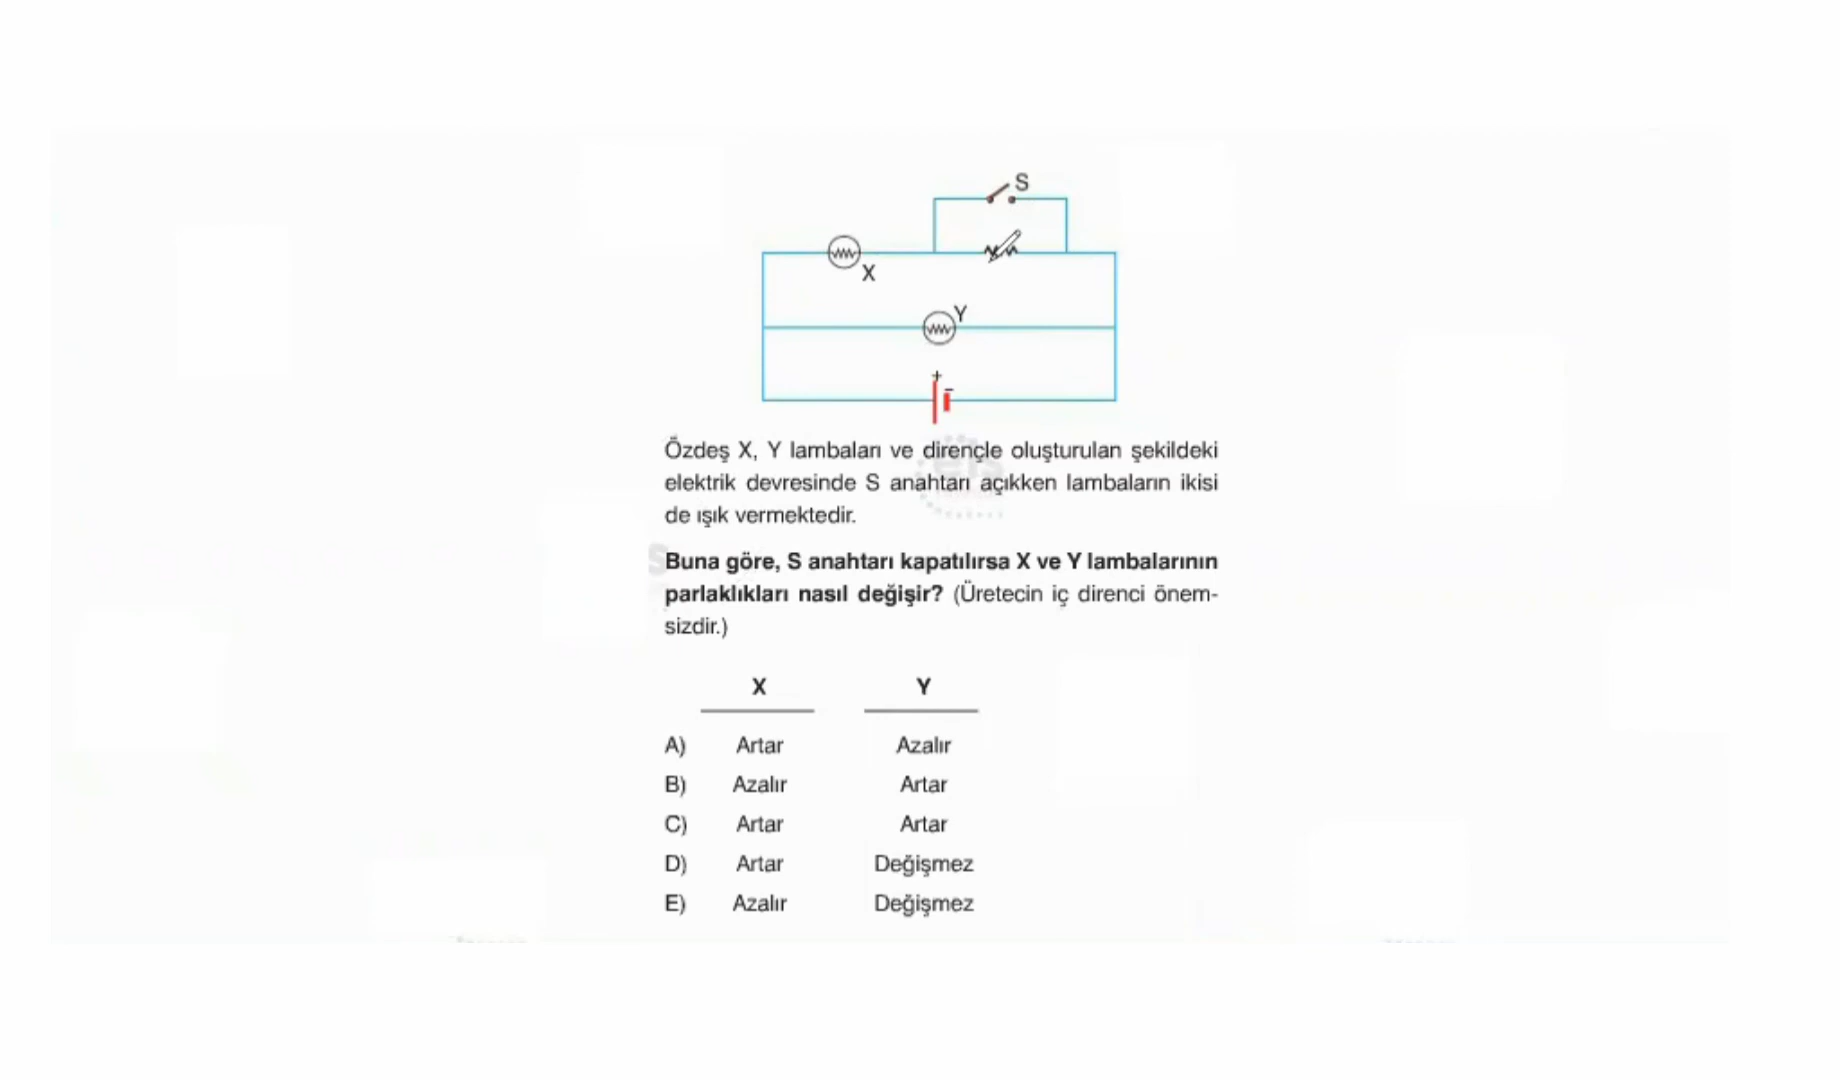 S
X
Y
+
-
Özdeş X, Y lambaları ve dirençle oluşturulan şekildeki
elektrik devresinde S anahtarı açıkken lambaların ikisi
de ışık vermektedir.
Buna göre, S anahtarı kapatılırsa X ve Y lambalarının
parlaklıkları nasıl değişir? (Üretecin iç direnci önem-
sizdir.)
X Y
A) Artar Azalır
B) Azalır Artar
C) Artar Artar
D) Artar Değişmez
E) Azalır Değişmez